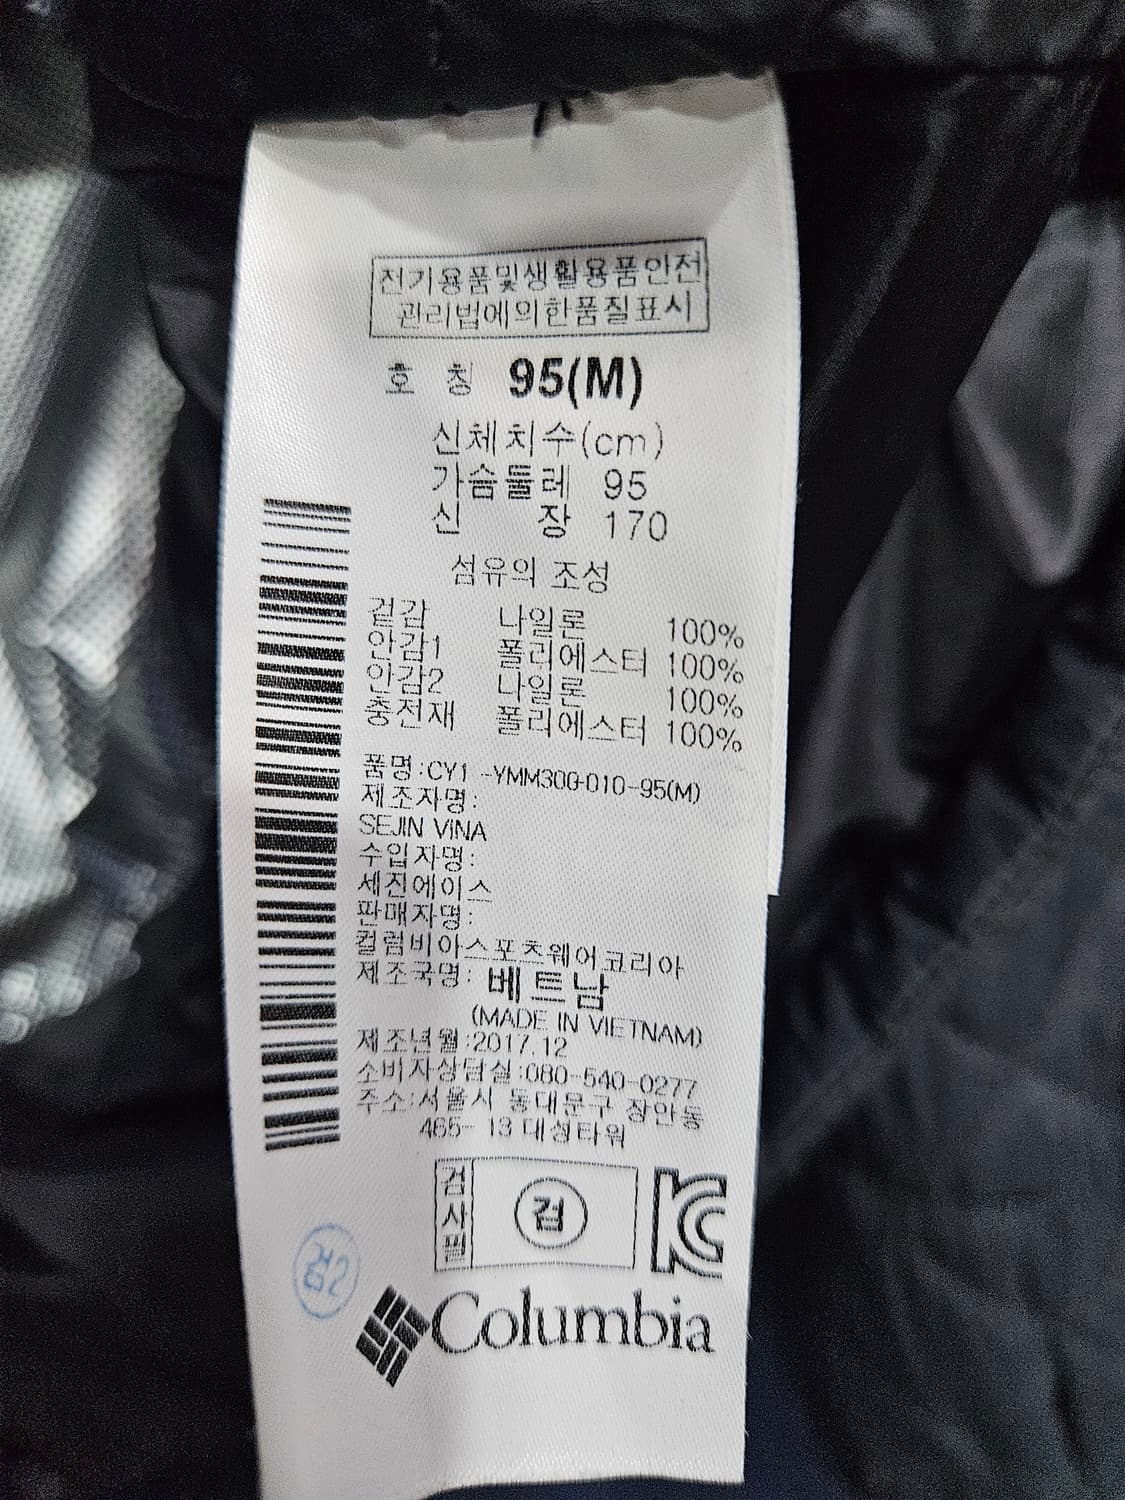 전기용품및생활용품안전
관리법에의한품질표시
호 칭 95(M)
신체치수(cm)
가슴둘레 95
신 장 170
섬유의 조성
겉감 나일론 100%
안감1 폴리에스터 100%
안감2 나일론 100%
충전재 폴리에스터 100%
품명:CY1 -YMM300-010-95(M)
제조자명:
SEJIN VINA
수입자명:
세진에이스
판매자명:
컬럼비아스포츠웨어코리아
제조국명: 베트남
(MADE IN VIETNAM)
제조년월:2017.12
소비자상담실:080-540-0277
주소:서울시 동대문구 장안동
465- 13 대성타워
검사필 검
KC
검2
Columbia